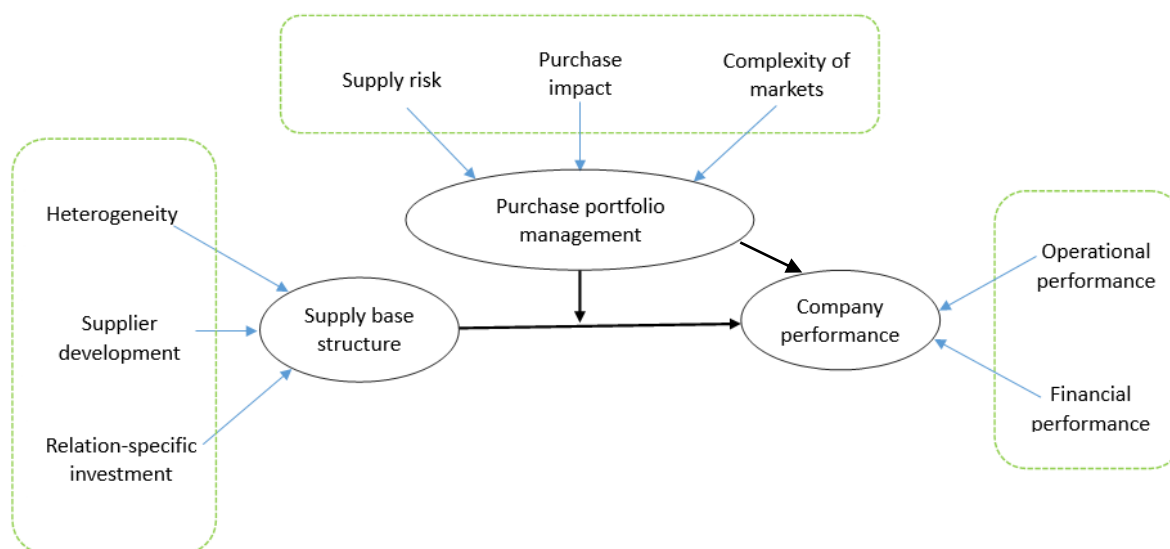 Supply risk
Purchase
impact
Complexity of
markets
Purchase portfolio
management
Heterogeneity
Supplier
development
Relation-specific
investment
Supply base
structure
Company
performance
Operational
performance
Financial
performance